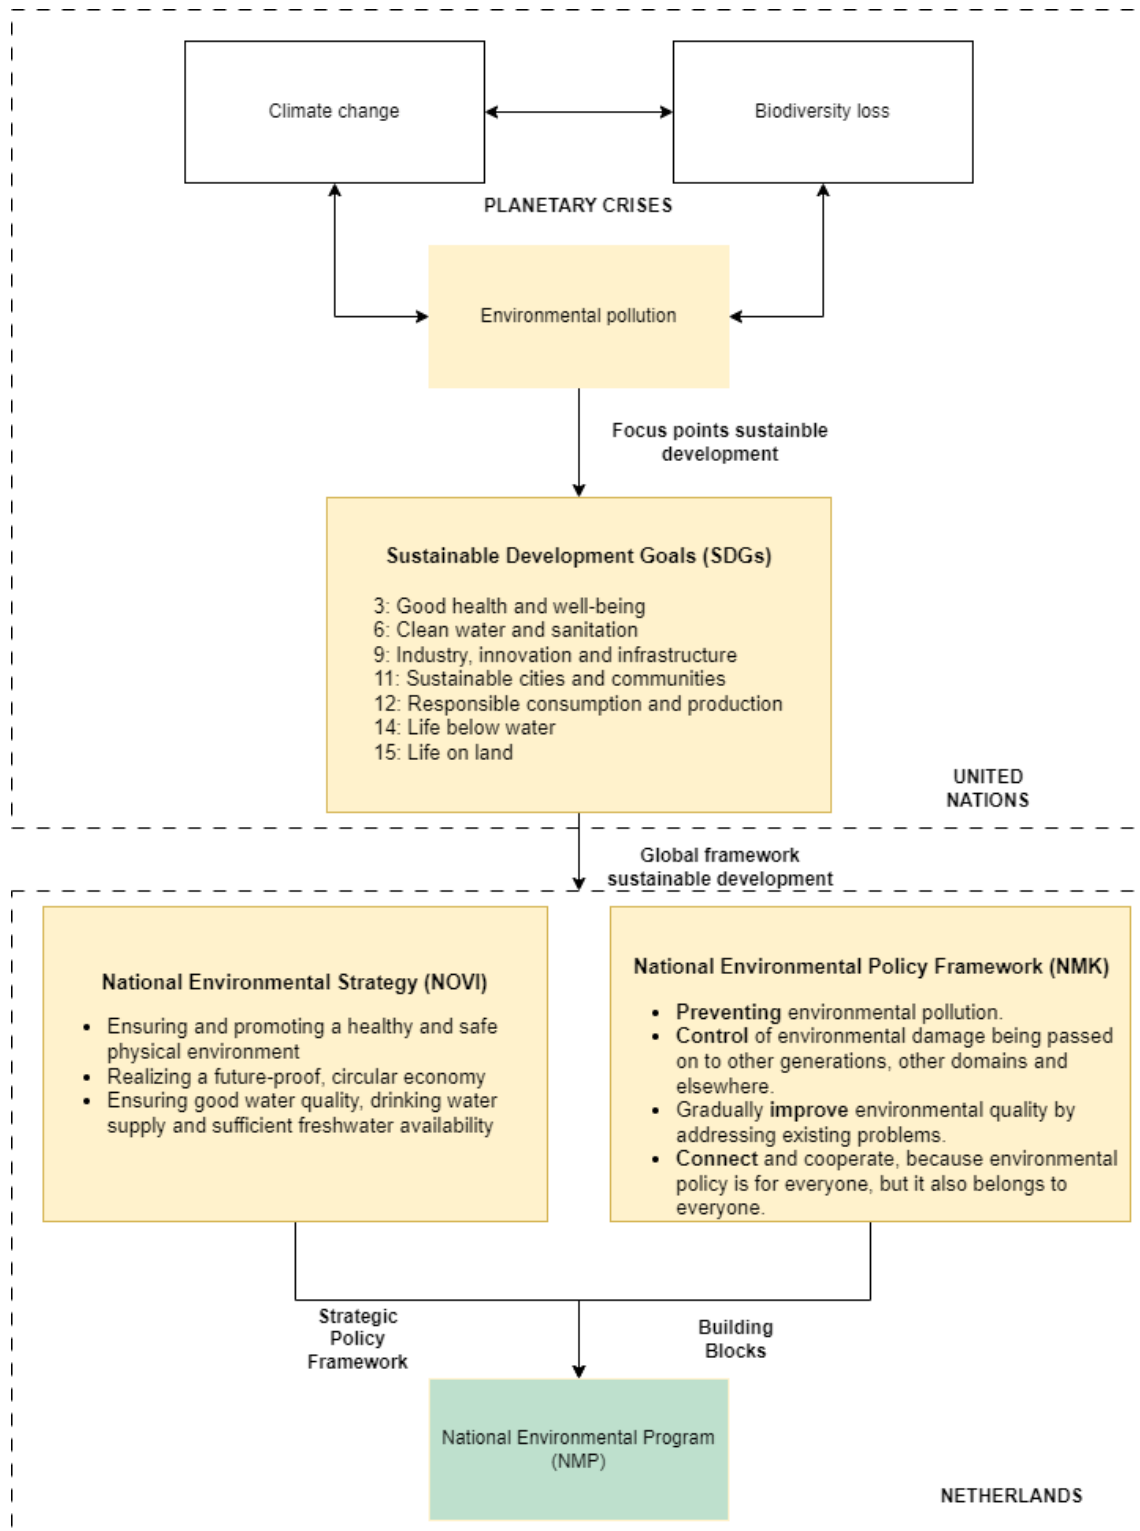 Climate change
Biodiversity loss
PLANETARY CRISES
Environmental pollution
Focus points sustainble
development
Sustainable Development Goals (SDGs)
3: Good health and well-being
6: Clean water and sanitation
9: Industry, innovation and infrastructure
11: Sustainable cities and communities
12: Responsible consumption and production
14: Life below water
15: Life on land
UNITED
NATIONS
Global framework
sustainable development
National Environmental Strategy (NOVI)
• Ensuring and promoting a healthy and safe
physical environment
• Realizing a future-proof, circular economy
• Ensuring good water quality, drinking water
supply and sufficient freshwater availability
National Environmental Policy Framework (NMK)
• Preventing environmental pollution.
• Control of environmental damage being passed
on to other generations, other domains and
elsewhere.
• Gradually improve environmental quality by
addressing existing problems.
• Connect and cooperate, because environmental
policy is for everyone, but it also belongs to
everyone.
Strategic
Policy
Framework
Building
Blocks
National Environmental Program
(NMP)
NETHERLANDS